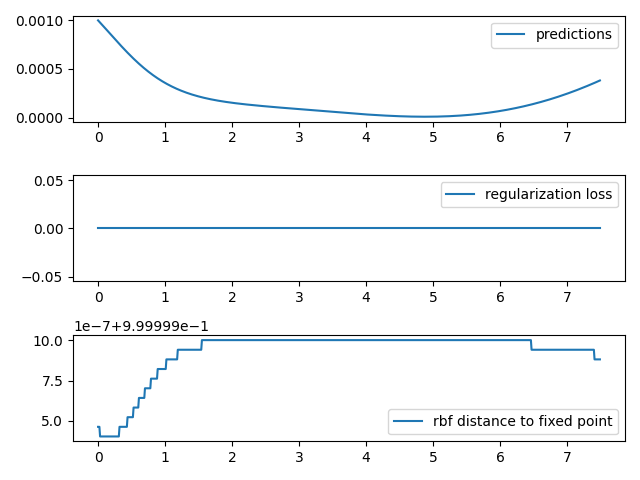 0.0010
0.0005
0.0000
predictions
0 1 2 3 4 5 6 7
0.05
0.00
−0.05
regularization loss
0 1 2 3 4 5 6 7
1e−7+9.99999e−1
10.0
7.5
5.0
rbf distance to fixed point
0 1 2 3 4 5 6 7